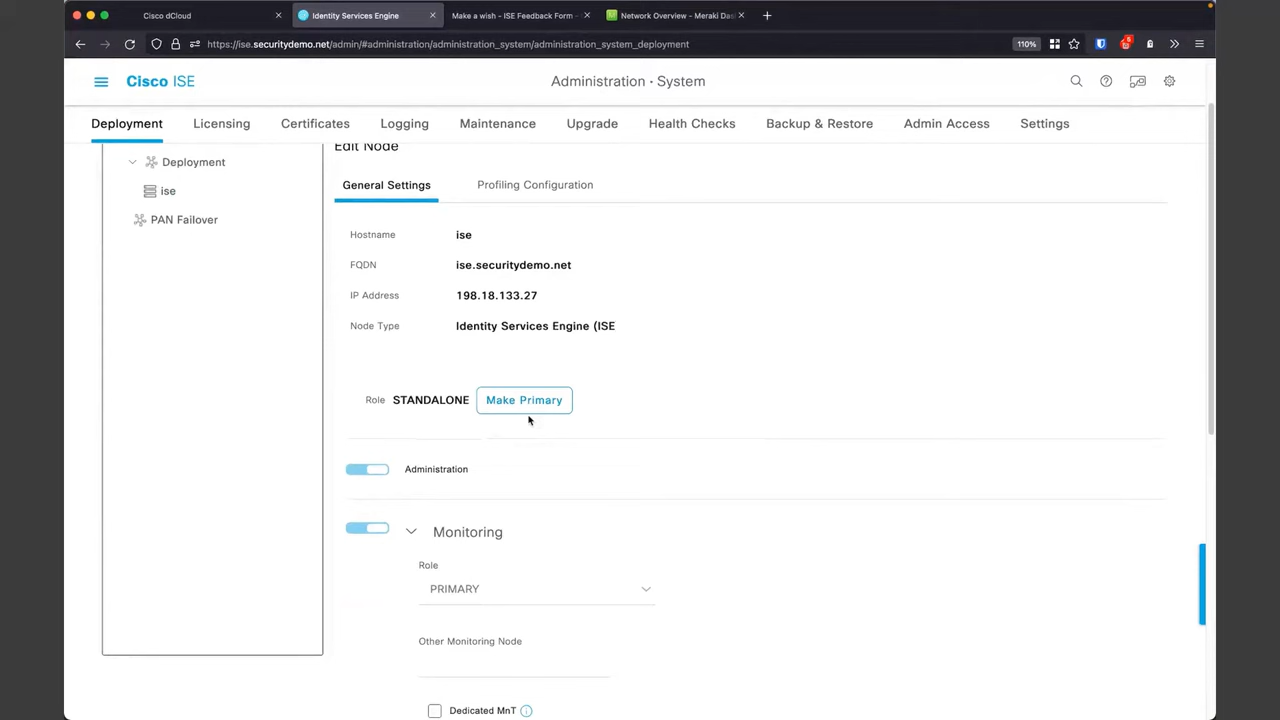 Cisco dCloud
Identity Services Engine
Make a wish - ISE Feedback Form -
Network Overview - Meraki Das
https://ise.securitydemo.net/admin/#administration/administration_system/administration_system_deployment
110%
6
Cisco ISE
Administration · System
Deployment
Licensing
Certificates
Logging
Maintenance
Upgrade
Health Checks
Backup & Restore
Admin Access
Settings
Deployment
ise
PAN Failover
Edit Node
General Settings
Profiling Configuration
Hostname ise
FQDN ise.securitydemo.net
IP Address 198.18.133.27
Node Type Identity Services Engine (ISE
Role STANDALONE Make Primary
Administration
Monitoring
Role
PRIMARY
Other Monitoring Node
Dedicated MnT